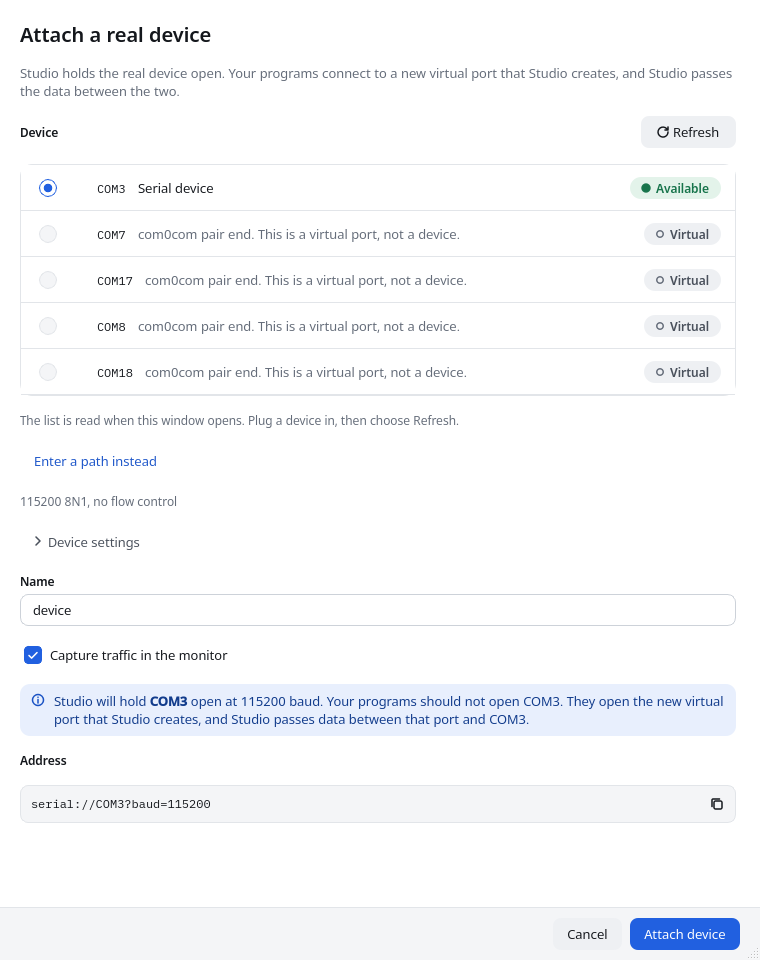 Attach a real device
Studio holds the real device open. Your programs connect to a new virtual port that Studio creates, and Studio passes
the data between the two.
Device
Refresh
COM3 Serial device Available
COM7 com0com pair end. This is a virtual port, not a device. Virtual
COM17 com0com pair end. This is a virtual port, not a device. Virtual
COM8 com0com pair end. This is a virtual port, not a device. Virtual
COM18 com0com pair end. This is a virtual port, not a device. Virtual
The list is read when this window opens. Plug a device in, then choose Refresh.
Enter a path instead
115200 8N1, no flow control
Device settings
Name
device
Capture traffic in the monitor
Studio will hold COM3 open at 115200 baud. Your programs should not open COM3. They open the new virtual
port that Studio creates, and Studio passes data between that port and COM3.
Address
serial://COM3?baud=115200
Cancel Attach device